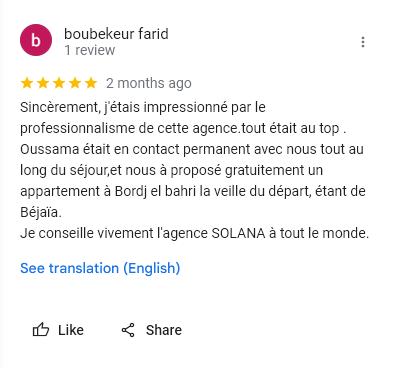 b
boubekeur farid
1 review
2 months ago
Sincèrement, j'étais impressionné par le
professionnalisme de cette agence.tout était au top .
Oussama était en contact permanent avec nous tout au
long du séjour,et nous à proposé gratuitement un
appartement à Bordj el bahri la veille du départ, étant de
Béjaïa.
Je conseille vivement l'agence SOLANA à tout le monde.
See translation (English)
Like Share